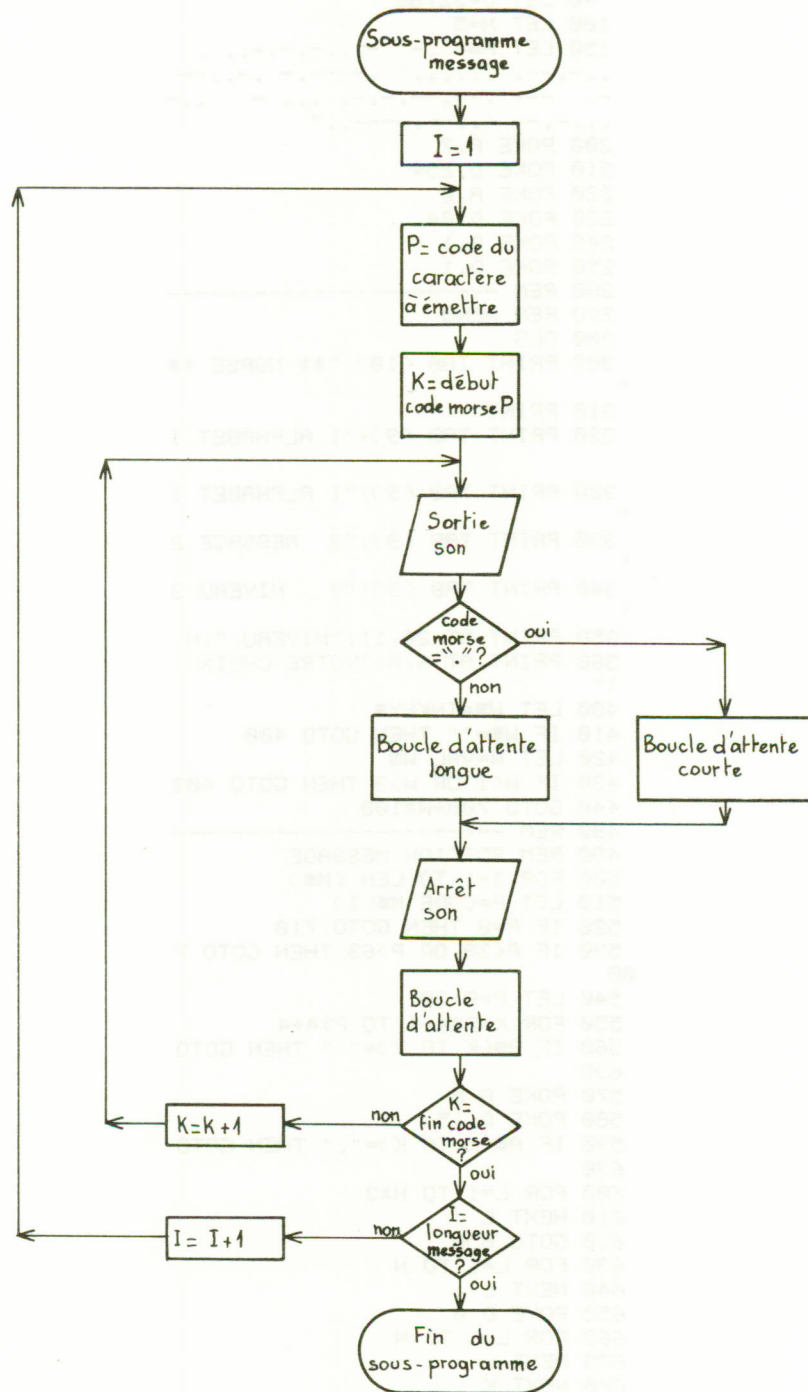 Sous-programme
message
I = 1
P= code du
caractère
à émettre
K= début
code morse P
Sortie
son
code
morse
="."?
oui
non
Boucle d'attente
longue
Boucle d'attente
courte
Arrêt
son
Boucle
d'attente
K=
fin code
morse
?
non
K=K+1
oui
I=
longueur
message
?
non
I= I+1
oui
Fin du
sous-programme